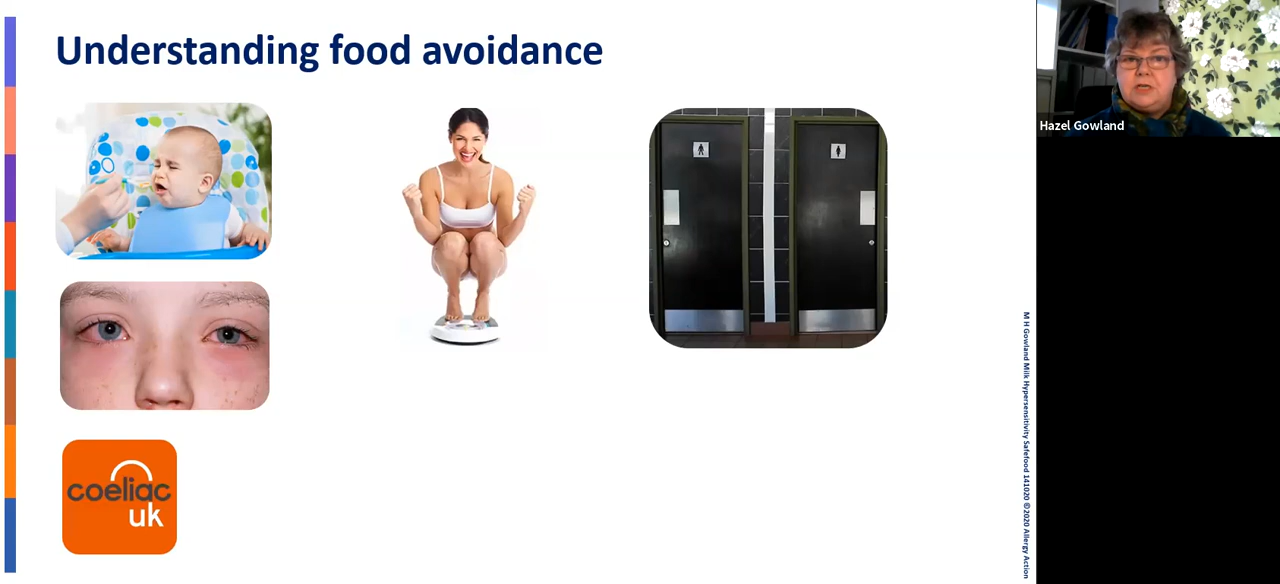 Understanding food avoidance
Hazel Gowland
coeliac
uk
M H Gowland Milk Hypersensitivity Safefood 141020 ©2020 Allergy Action